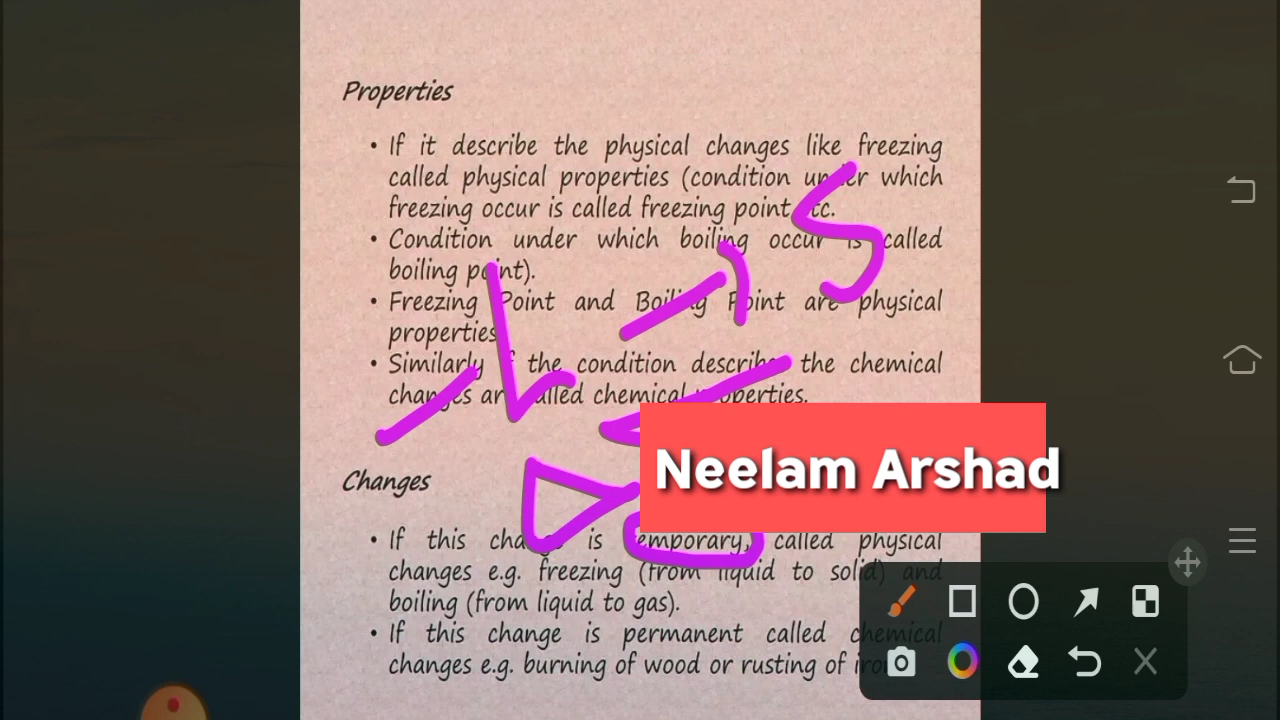 Properties
• If it describe the physical changes like freezing
called physical properties (condition under which
freezing occur is called freezing point etc.
• Condition under which boiling occur is called
boiling point).
• Freezing Point and Boiling Point are physical
properties
• Similarly if the condition describe the chemical
changes are called chemical properties.
Neelam Arshad
Changes
• If this change is temporary, called physical
changes e.g. freezing (from liquid to solid) and
boiling (from liquid to gas).
• If this change is permanent called chemical
changes e.g. burning of wood or rusting of iron